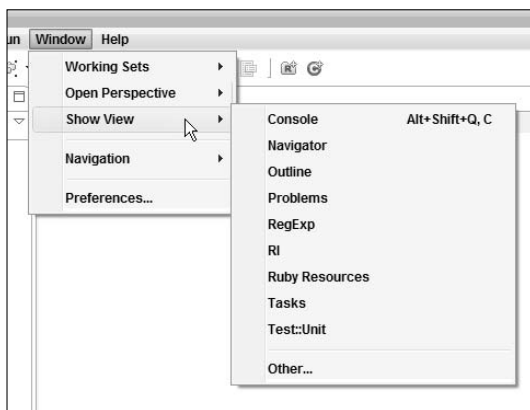 un Window Help
Working Sets
Open Perspective
Show View
Navigation
Preferences...
Console Alt+Shift+Q, C
Navigator
Outline
Problems
RegExp
RI
Ruby Resources
Tasks
Test::Unit
Other...